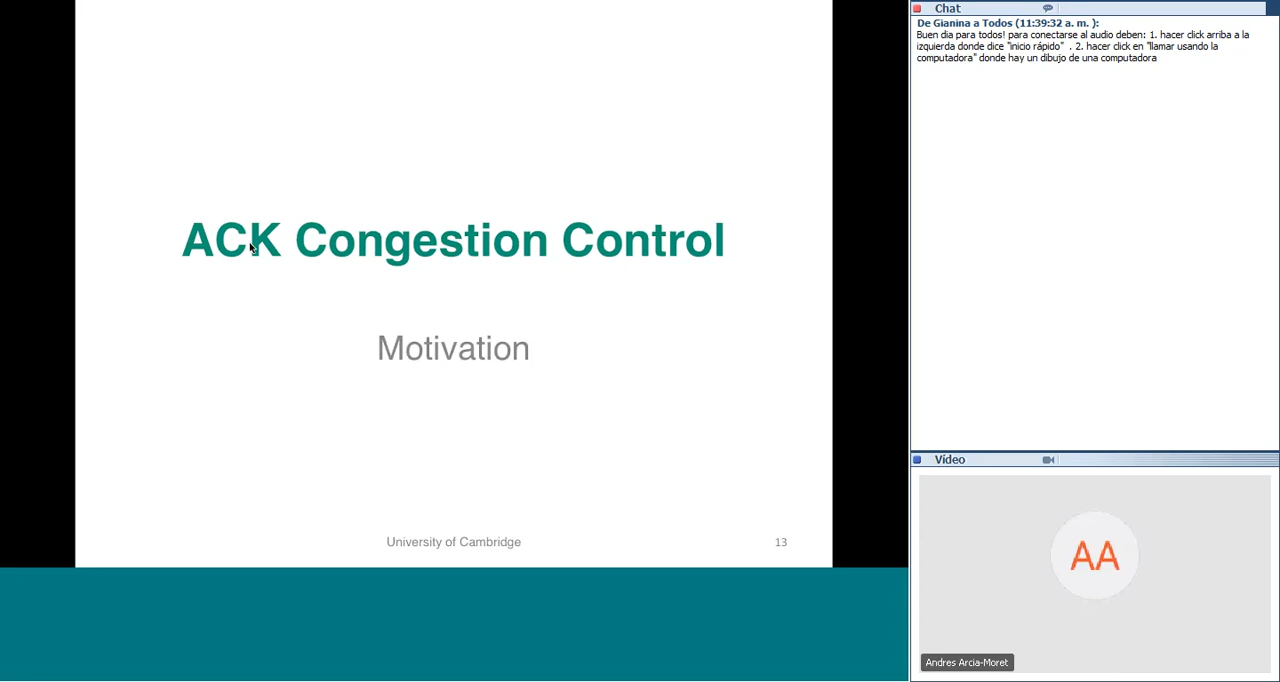 ACK Congestion Control
Motivation
University of Cambridge
13
Chat
De Gianina a Todos (11:39:32 a. m. ):
Buen dia para todos! para conectarse al audio deben: 1. hacer click arriba a la
izquierda donde dice "inicio rápido" . 2. hacer click en "llamar usando la
computadora" donde hay un dibujo de una computadora
Vídeo
AA
Andres Arcia-Moret